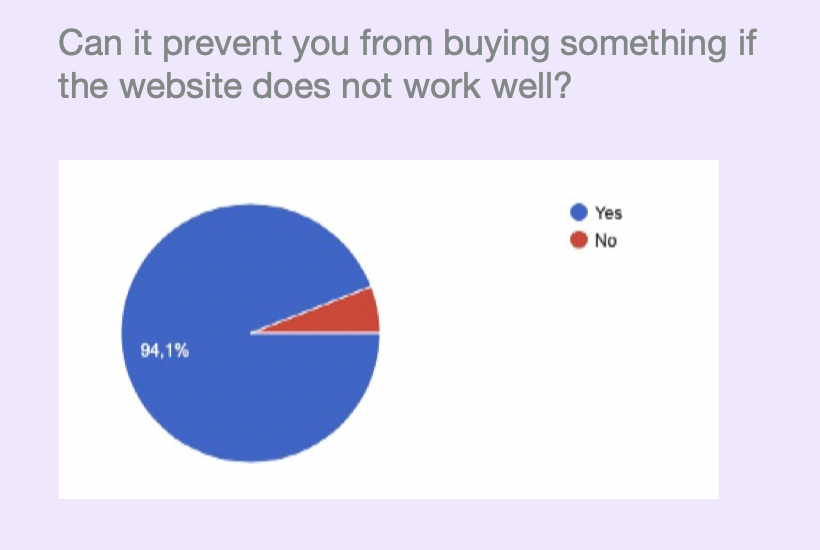 Can it prevent you from buying something if
the website does not work well?
Yes
No
94,1%